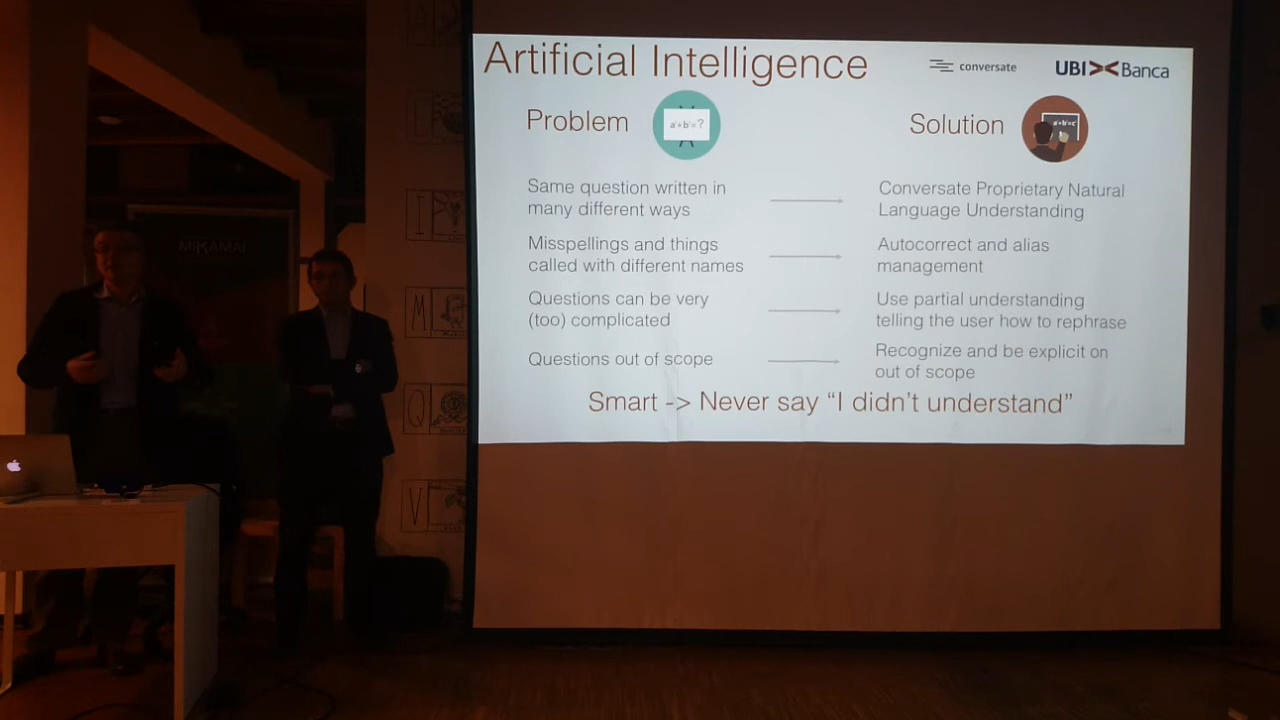 Artificial Intelligence
conversate
UBI Banca
Problem
a²+b²=?
Solution
Same question written in
many different ways
Conversate Proprietary Natural
Language Understanding
Misspellings and things
called with different names
Autocorrect and alias
management
Questions can be very
(too) complicated
Use partial understanding
telling the user how to rephrase
Questions out of scope
Recognize and be explicit on
out of scope
Smart -> Never say “I didn’t understand”
MIKAMAI
I
M
Q
V